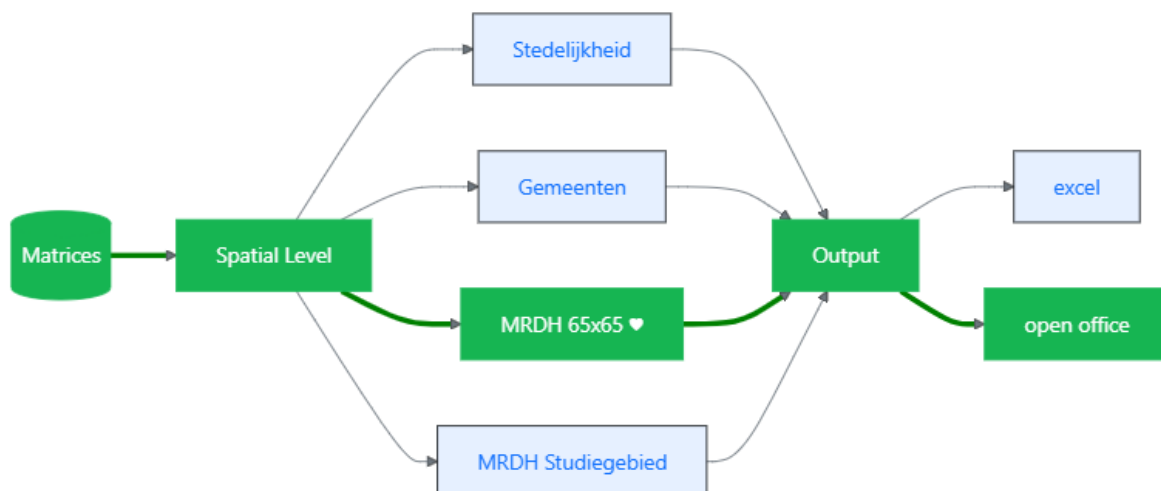 Stedelijkheid
Gemeenten
excel
Matrices
Spatial Level
Output
MRDH 65x65 ♥
open office
MRDH Studiegebied